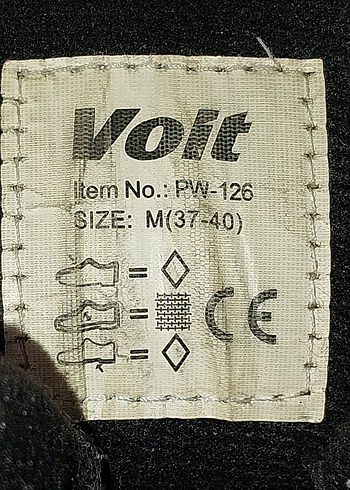 Voit
Item No.: PW-126
SIZE: M(37-40)
=
=
CE
=